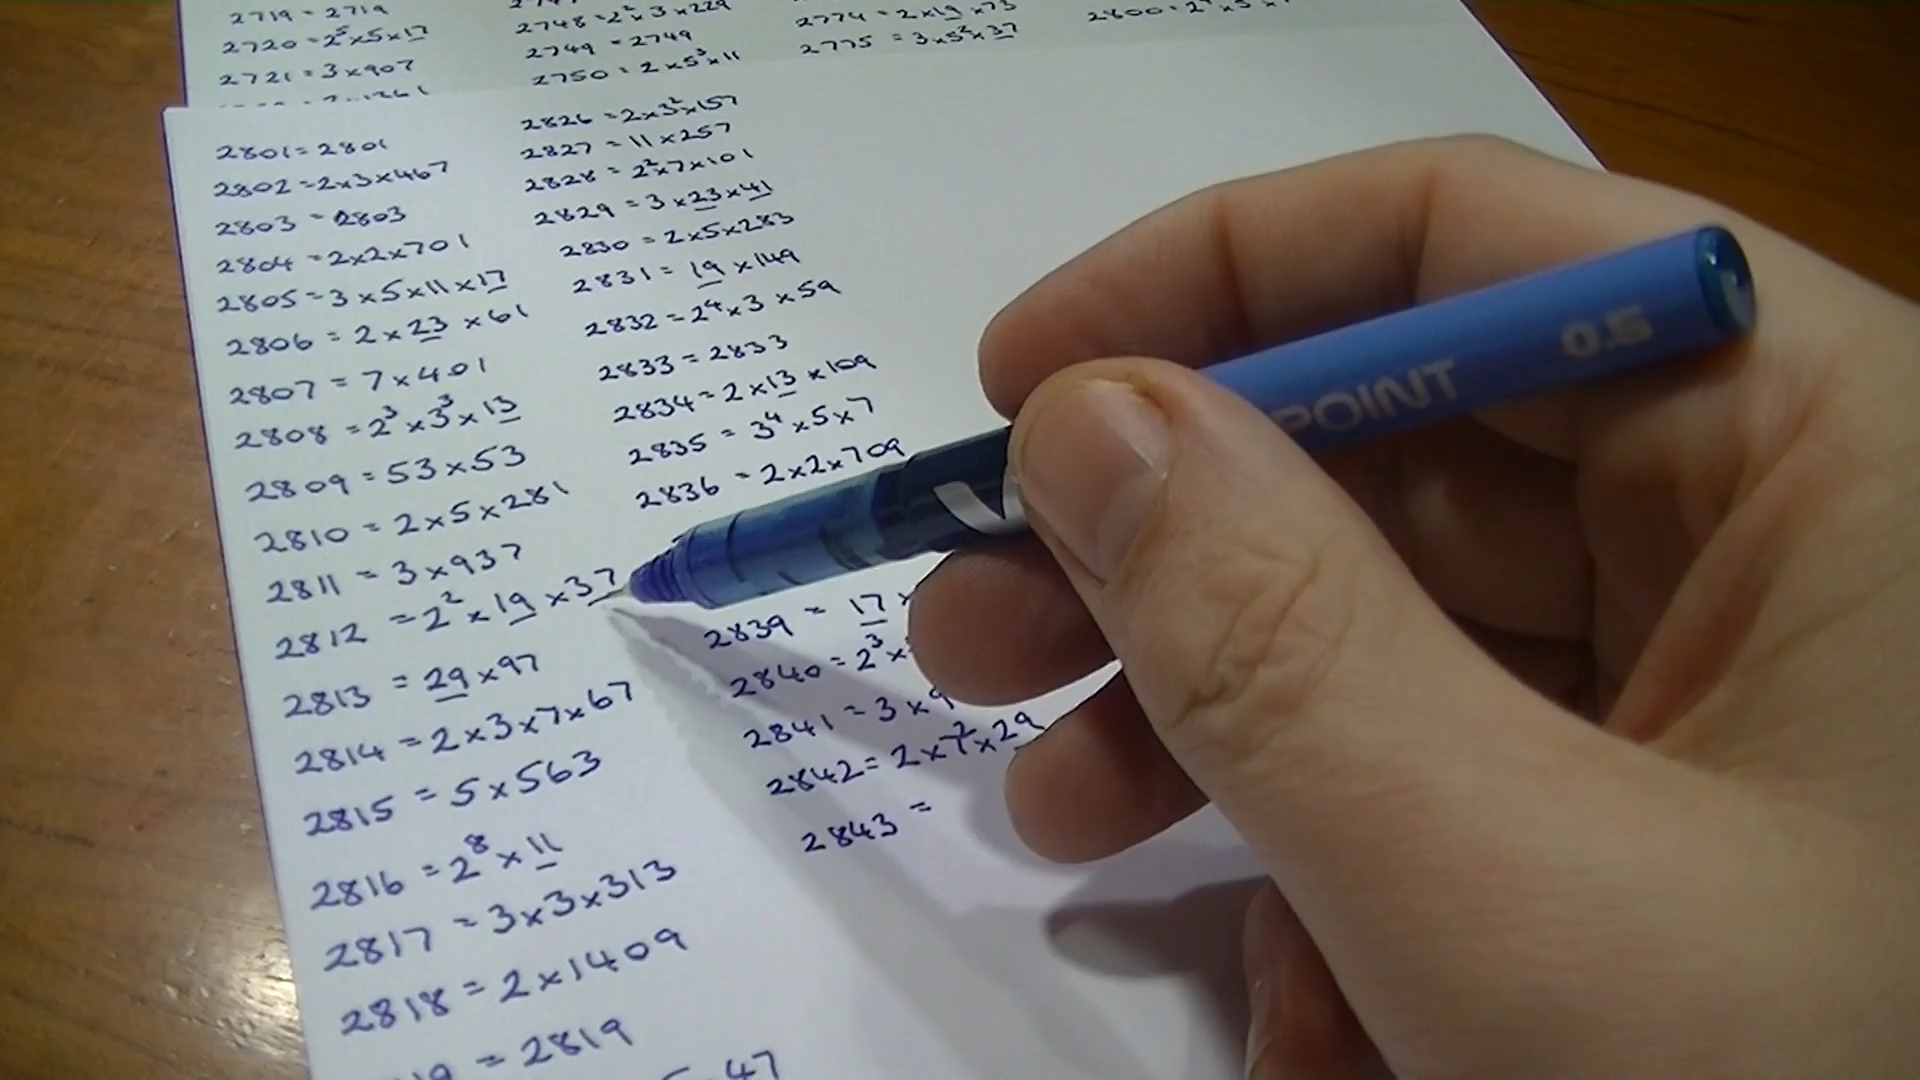 2719 = 2719
2720 = 2⁵×5×17
2721 = 3×907
2748 = 2²×3×229
2749 = 2749
2750 = 2×5³×11
2774 = 2×19×73
2775 = 3×5²×37
2801 = 2801
2802 = 2×3×467
2803 = 2803
2804 = 2×2×701
2805 = 3×5×11×17
2806 = 2×23×61
2807 = 7×401
2808 = 2³×3³×13
2809 = 53×53
2810 = 2×5×281
2811 = 3×937
2812 = 2²×19×37
2813 = 29×97
2814 = 2×3×7×67
2815 = 5×563
2816 = 2⁸×11
2817 = 3×3×313
2818 = 2×1409
= 2819
2826 = 2×3²×157
2827 = 11×257
2828 = 2²×7×101
2829 = 3×23×41
2830 = 2×5×283
2831 = 19×149
2832 = 2⁴×3×59
2833 = 2833
2834 = 2×13×109
2835 = 3⁴×5×7
2836 = 2×2×709
2839 = 17×
2840 = 2³×
2841 = 3×9
2842 = 2×7²×29
2843 =
POINT 0.5